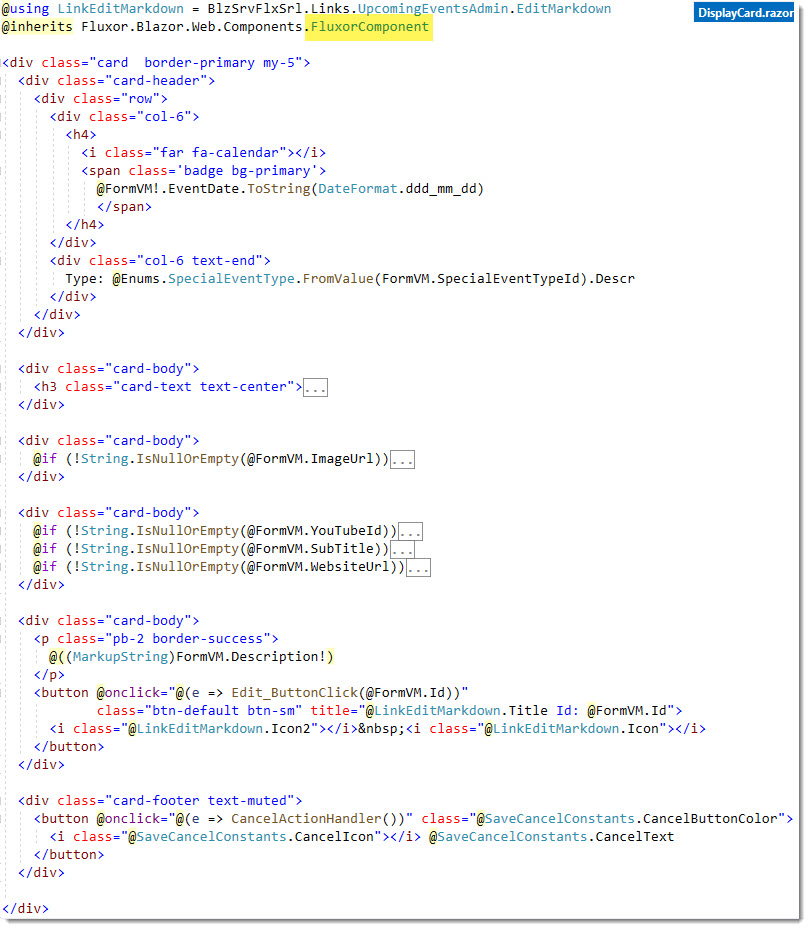 @using LinkEditMarkdown = BlzSrvFlxSrl.Links.UpcomingEventsAdmin.EditMarkdown
DisplayCard.razor
@inherits Fluxor.Blazor.Web.Components.FluxorComponent
<div class="card  border-primary my-5">
<div class="card-header">
<div class="row">
<div class="col-6">
<h4>
<i class="far fa-calendar"></i>
<span class='badge bg-primary'>
@FormVM!.EventDate.ToString(DateFormat.ddd_mm_dd)
</span>
</h4>
</div>
<div class="col-6 text-end">
Type: @Enums.SpecialEventType.FromValue(FormVM.SpecialEventTypeId).Descr
</div>
</div>
</div>
<div class="card-body">
<h3 class="card-text text-center">...
</div>
<div class="card-body">
@if (!String.IsNullOrEmpty(@FormVM.ImageUrl))...
</div>
<div class="card-body">
@if (!String.IsNullOrEmpty(@FormVM.YouTubeId))...
@if (!String.IsNullOrEmpty(@FormVM.SubTitle))...
@if (!String.IsNullOrEmpty(@FormVM.WebsiteUrl))...
</div>
<div class="card-body">
<p class="pb-2 border-success">
@((MarkupString)FormVM.Description!)
</p>
<button @onclick="@(e => Edit_ButtonClick(@FormVM.Id))"
class="btn-default btn-sm" title="@LinkEditMarkdown.Title Id: @FormVM.Id">
<i class="@LinkEditMarkdown.Icon2"></i>&nbsp;<i class="@LinkEditMarkdown.Icon"></i>
</button>
</div>
<div class="card-footer text-muted">
<button @onclick="@(e => CancelActionHandler())" class="@SaveCancelConstants.CancelButtonColor">
<i class="@SaveCancelConstants.CancelIcon"></i> @SaveCancelConstants.CancelText
</button>
</div>
</div>